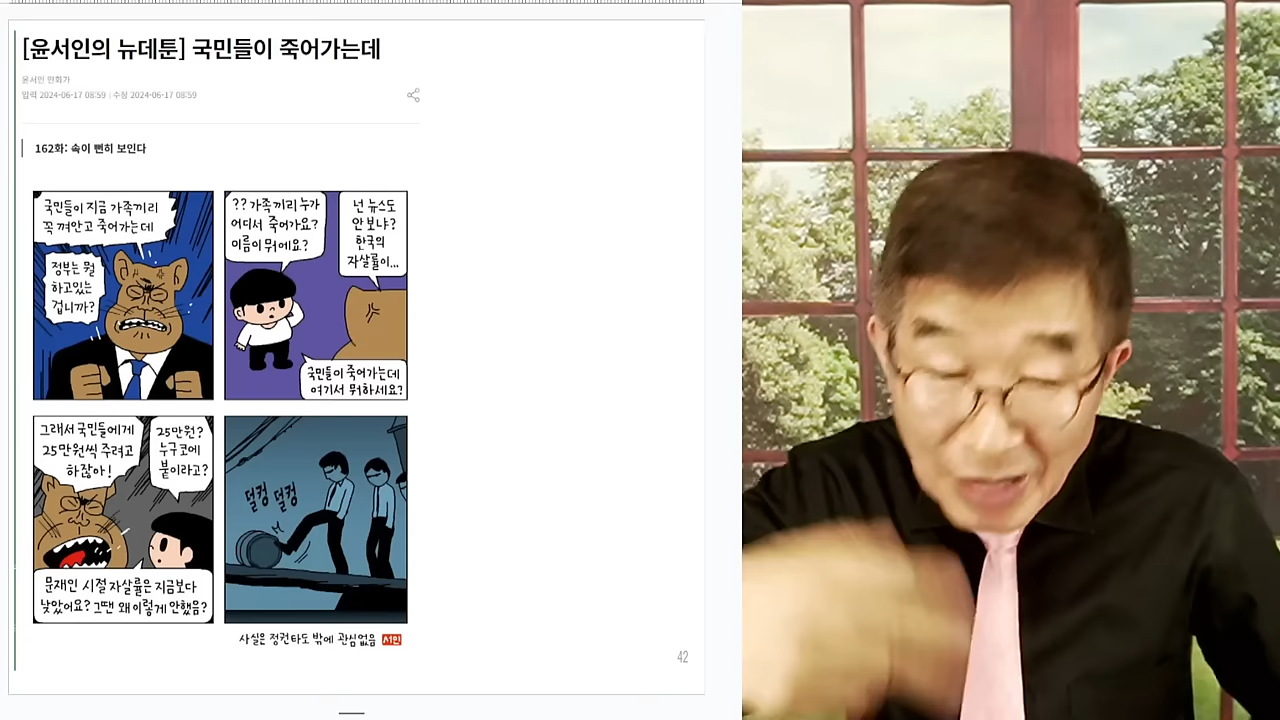 [윤서인의 뉴데툰] 국민들이 죽어가는데
윤서인 만화가
입력 2024-06-17 08:59 | 수정 2024-06-17 08:59
162화: 속이 뻔히 보인다
국민들이 지금 가족끼리
꼭 껴안고 죽어가는데
정부는 뭘
하고있는
겁니까?
?? 가족끼리 누가
어디서 죽어가요?
이름이 뭐예요?
넌 뉴스도
안 보냐?
한국의
자살률이...
국민들이 죽어가는데
여기서 뭐하세요?
그래서 국민들에게
25만원씩 주려고
하잖아!
25만원?
누구코에
붙이라고?
문재인 시절 자살률은 지금보다
낮았어요? 그땐 왜 이렇게 안했음?
덜컹 덜컹
사실은 정권타도 밖에 관심없음 서인
42